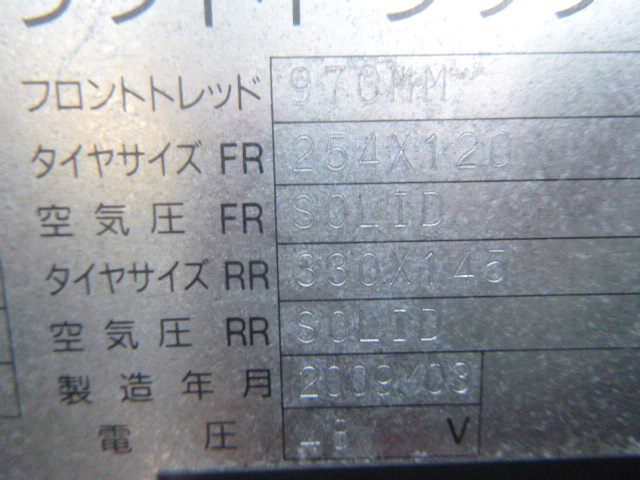 フロントトレッド 970MM
タイヤサイズ FR 254X120
空気圧 FR SOLID
タイヤサイズ RR 330X145
空気圧 RR SOLID
製造年月 2009/03
電圧 V